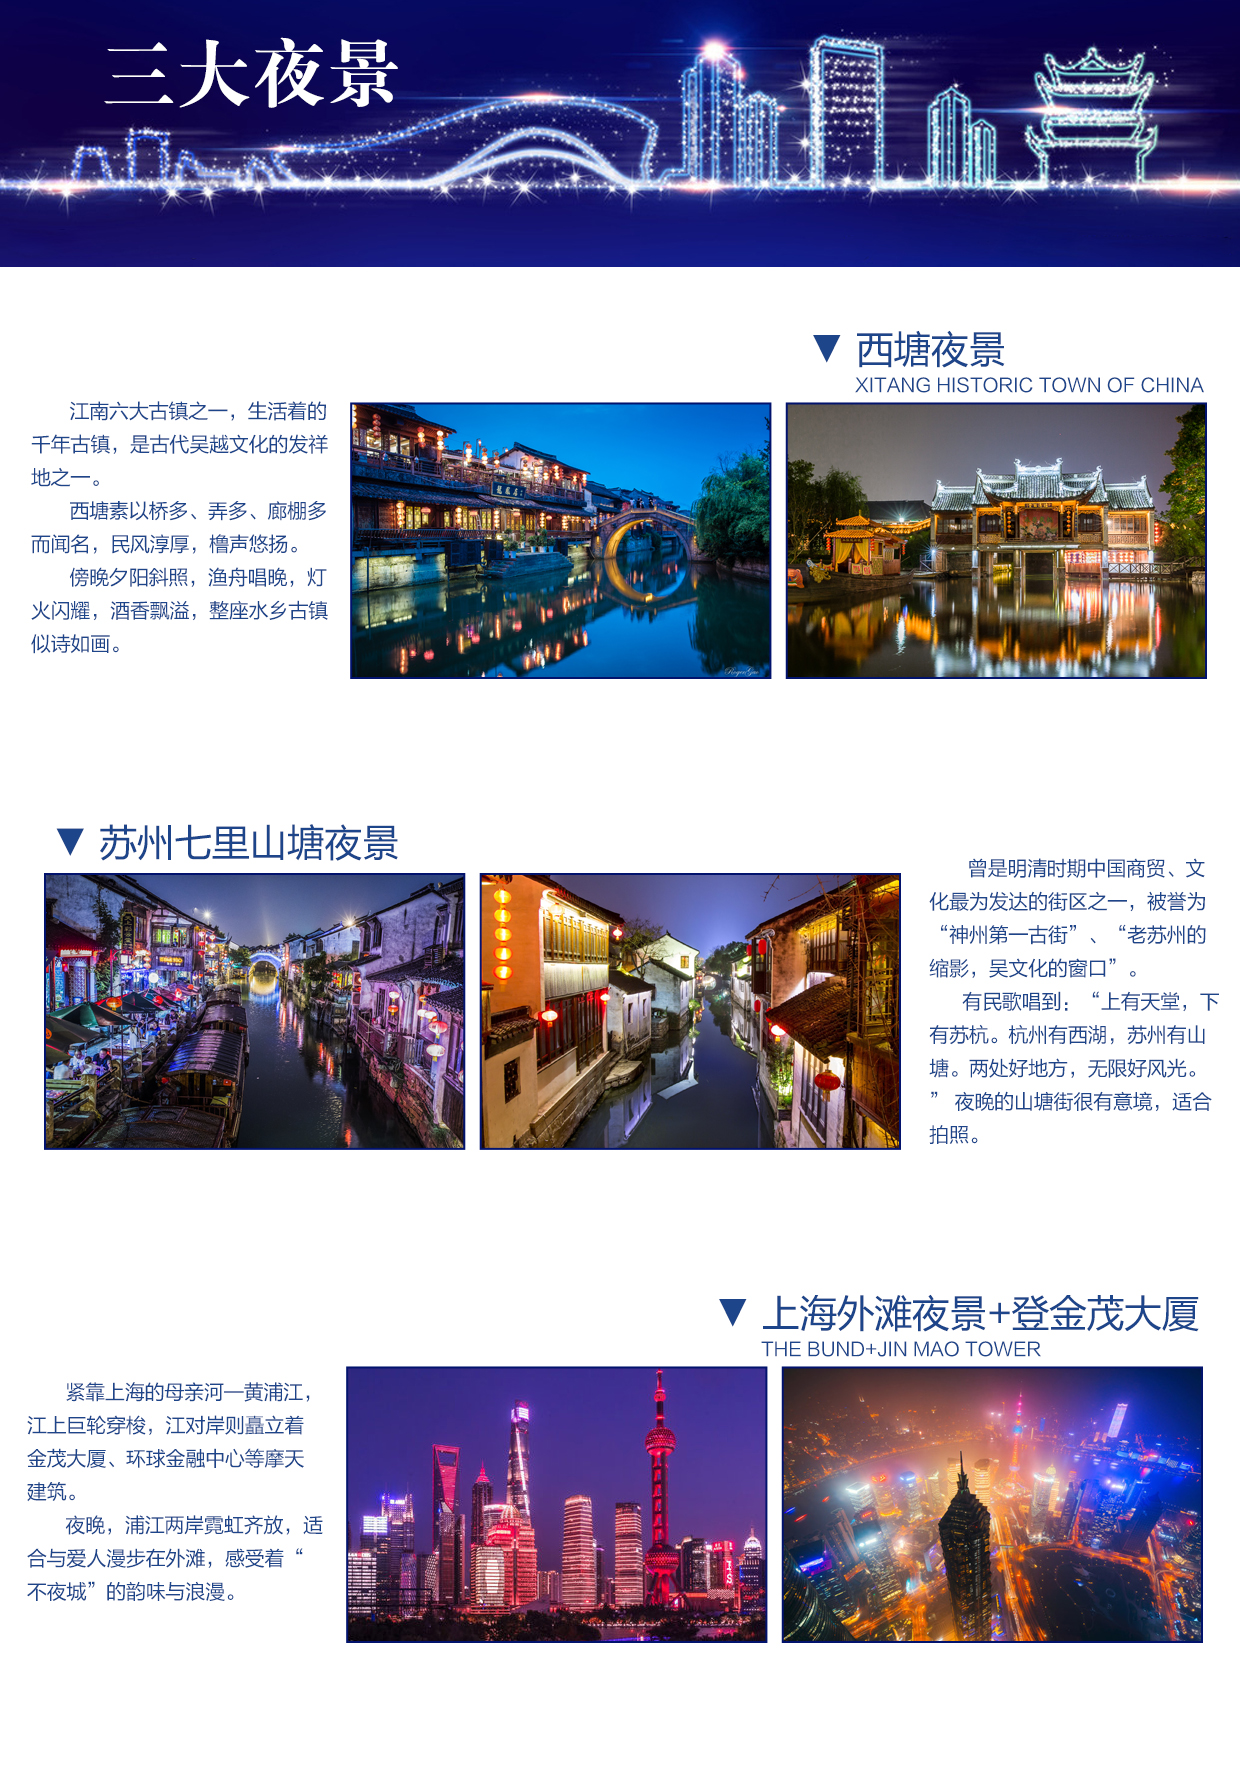 三大夜景
▼ 西塘夜景
XITANG HISTORIC TOWN OF CHINA
江南六大古镇之一，生活着的
千年古镇，是古代吴越文化的发祥
地之一。
西塘素以桥多、弄多、廊棚多
而闻名，民风淳厚，橹声悠扬。
傍晚夕阳斜照，渔舟唱晚，灯
火闪耀，酒香飘溢，整座水乡古镇
似诗如画。
▼ 苏州七里山塘夜景
曾是明清时期中国商贸、文
化最为发达的街区之一，被誉为
“神州第一古街”、“老苏州的
缩影，吴文化的窗口”。
有民歌唱到：“上有天堂，下
有苏杭。杭州有西湖，苏州有山
塘。两处好地方，无限好风光。
” 夜晚的山塘街很有意境，适合
拍照。
▼ 上海外滩夜景+登金茂大厦
THE BUND+JIN MAO TOWER
紧靠上海的母亲河—黄浦江，
江上巨轮穿梭，江对岸则矗立着
金茂大厦、环球金融中心等摩天
建筑。
夜晚，浦江两岸霓虹齐放，适
合与爱人漫步在外滩，感受着“
不夜城”的韵味与浪漫。